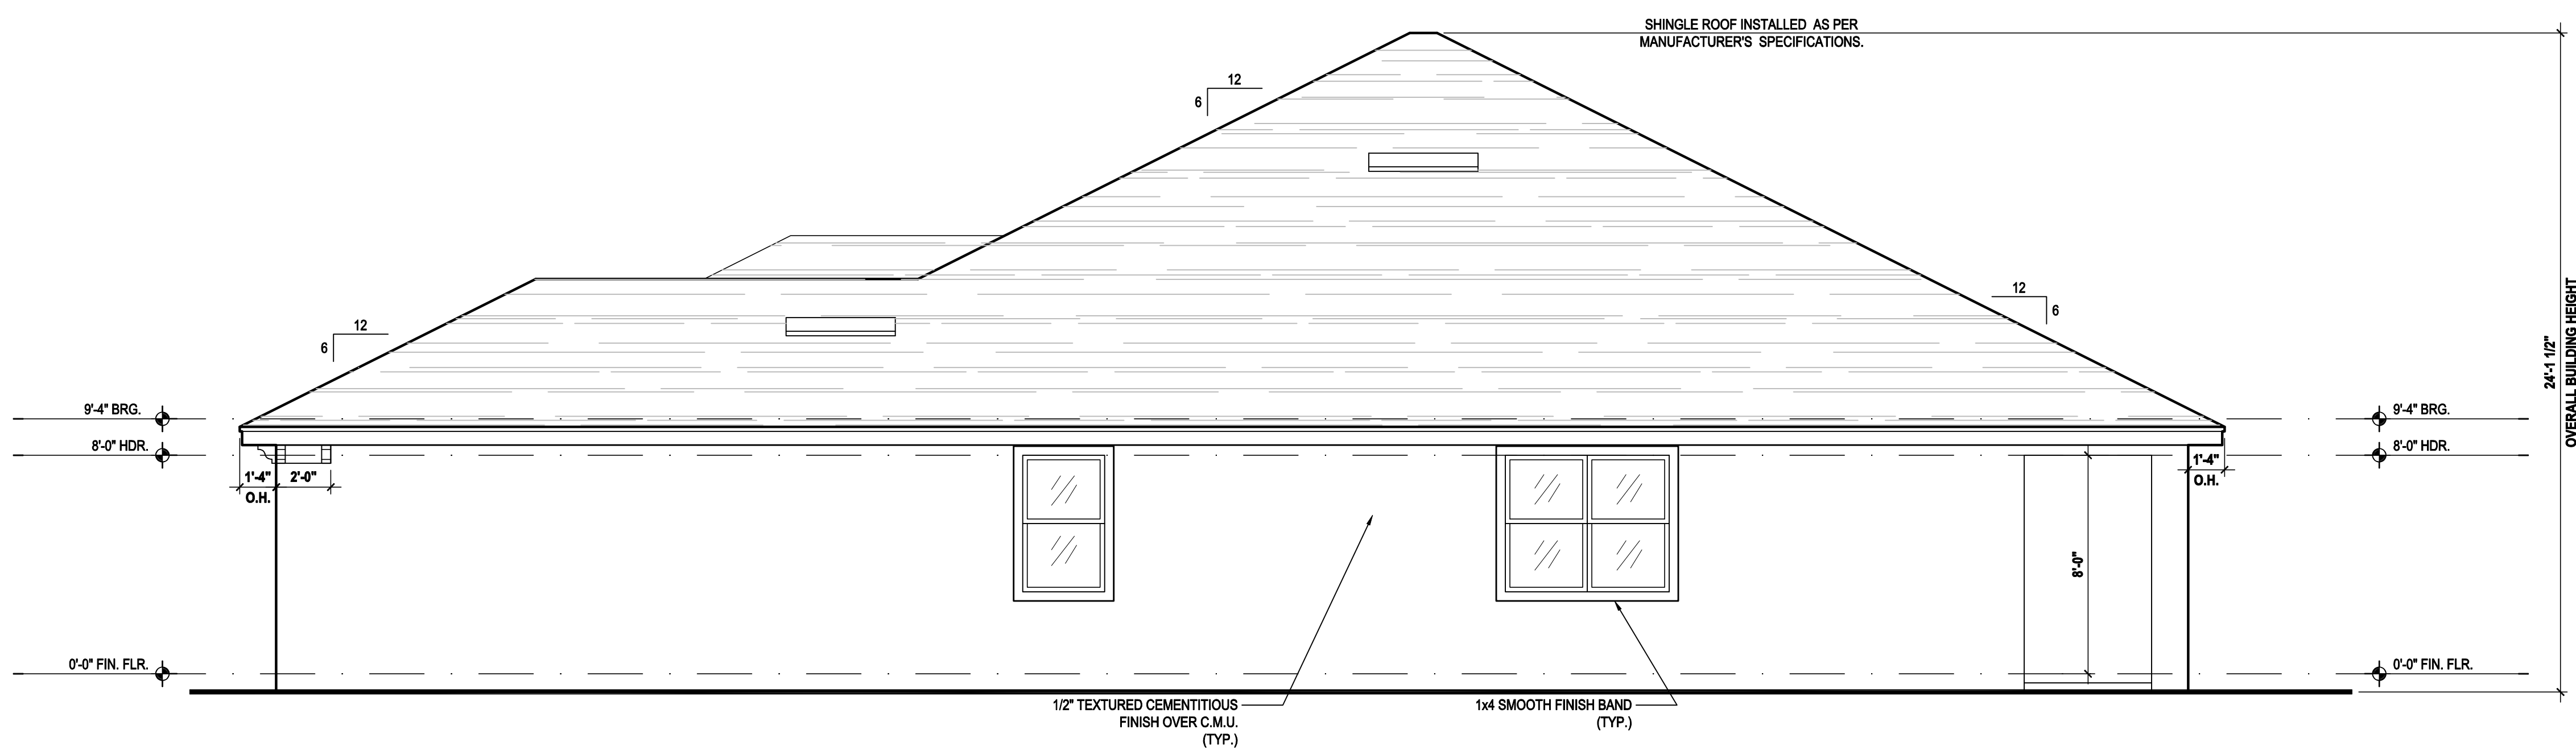 SHINGLE ROOF INSTALLED AS PER
MANUFACTURER'S SPECIFICATIONS.
12
6
12
6
12
6
24'-1 1/2"
OVERALL BUILDING HEIGHT
9'-4" BRG.
9'-4" BRG.
8'-0" HDR.
8'-0" HDR.
1'-4"
O.H.
2'-0"
1'-4"
O.H.
8'-0"
0'-0" FIN. FLR.
0'-0" FIN. FLR.
1/2" TEXTURED CEMENTITIOUS
FINISH OVER C.M.U.
(TYP.)
1x4 SMOOTH FINISH BAND
(TYP.)